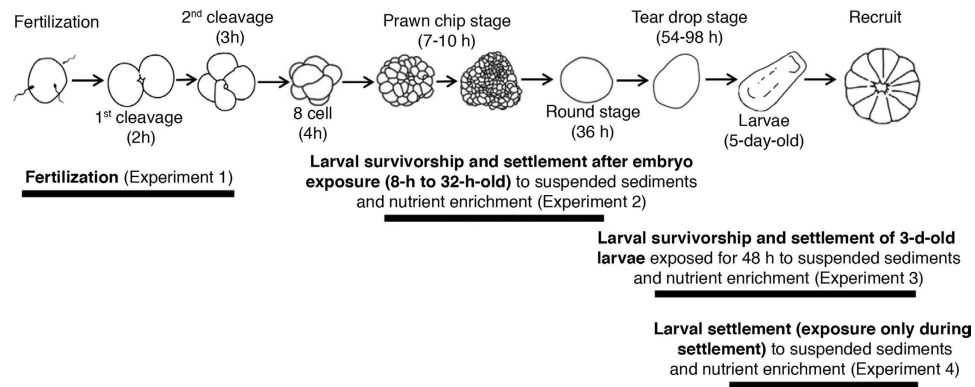 Fertilization
2nd cleavage
(3h)
Prawn chip stage
(7-10 h)
Tear drop stage
(54-98 h)
Recruit
1st cleavage
(2h)
8 cell
(4h)
Round stage
(36 h)
Larvae
(5-day-old)
Fertilization (Experiment 1)
Larval survivorship and settlement after embryo
exposure (8-h to 32-h-old) to suspended sediments
and nutrient enrichment (Experiment 2)
Larval survivorship and settlement of 3-d-old
larvae exposed for 48 h to suspended sediments
and nutrient enrichment (Experiment 3)
Larval settlement (exposure only during
settlement) to suspended sediments
and nutrient enrichment (Experiment 4)